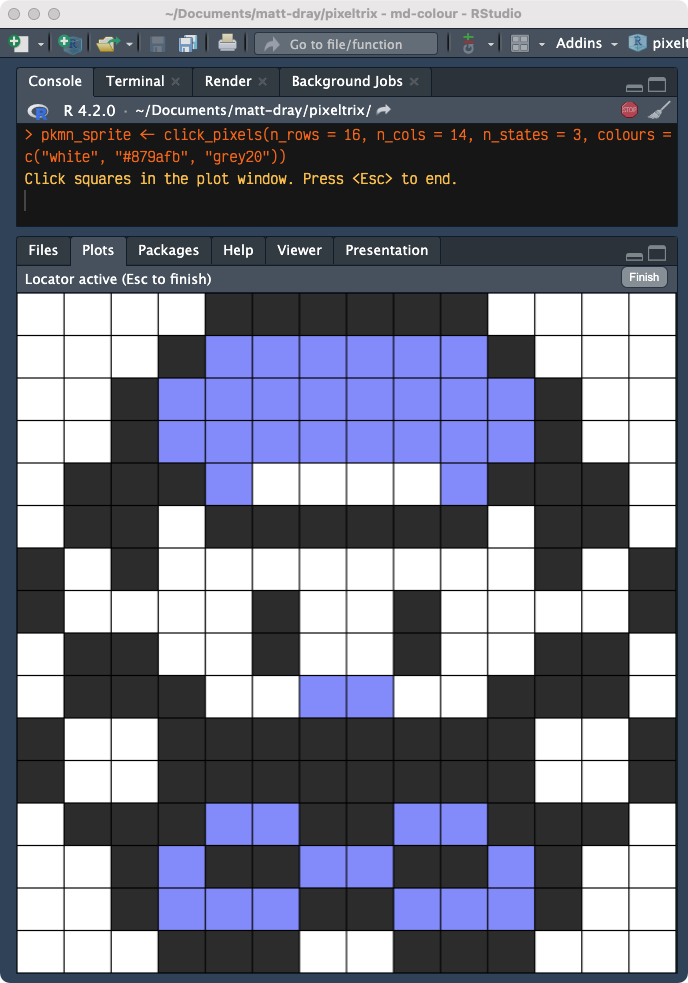 ~/Documents/matt-dray/pixeltrix - md-colour - RStudio
Go to file/function Addins pixelt
Console Terminal Render Background Jobs
R 4.2.0 · ~/Documents/matt-dray/pixeltrix/
> pkmn_sprite <- click_pixels(n_rows = 16, n_cols = 14, n_states = 3, colours =
c("white", "#879afb", "grey20"))
Click squares in the plot window. Press <Esc> to end.
Files Plots Packages Help Viewer Presentation
Locator active (Esc to finish) Finish